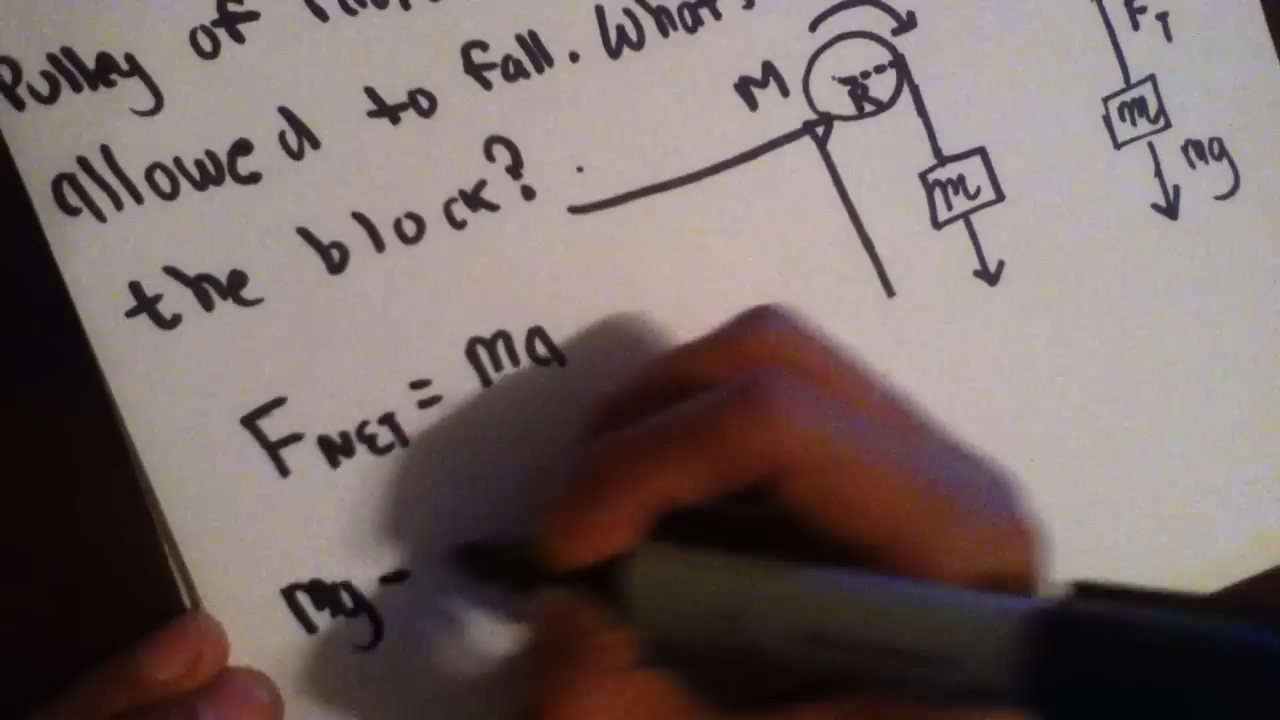 Pulley of
allowed to fall. What
the block?
M
R
m
F_T
m
mg
F_NET = ma
mg -